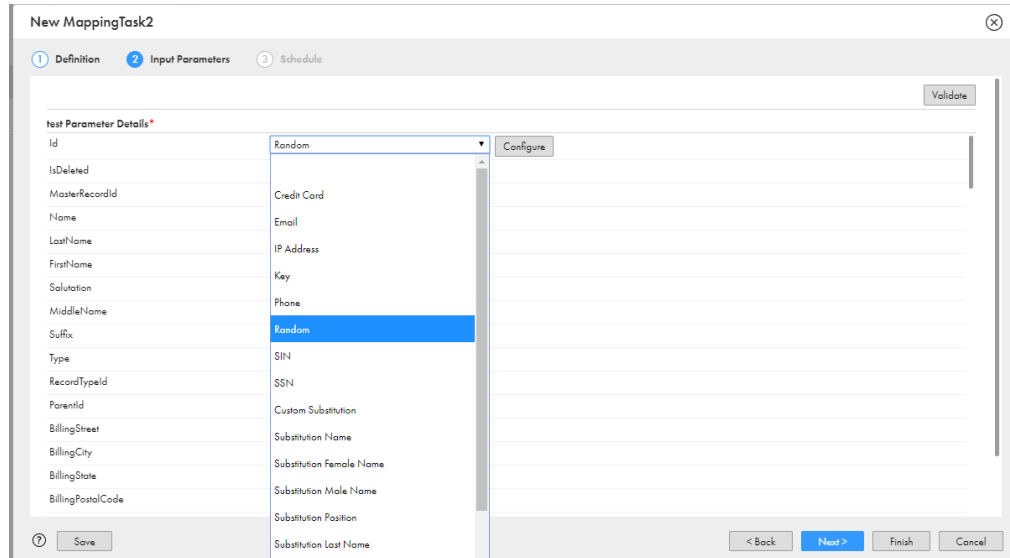 New MappingTask2
1 Definition 2 Input Parameters 3 Schedule
Validate
test Parameter Details*
Id Random Configure
IsDeleted
MasterRecordId
Name
LastName
FirstName
Salutation
MiddleName
Suffix
Type
RecordTypeId
ParentId
BillingStreet
BillingCity
BillingState
BillingPostalCode
Credit Card
Email
IP Address
Key
Phone
Random
SIN
SSN
Custom Substitution
Substitution Name
Substitution Female Name
Substitution Male Name
Substitution Position
Substitution Last Name
? Save < Back Next > Finish Cancel